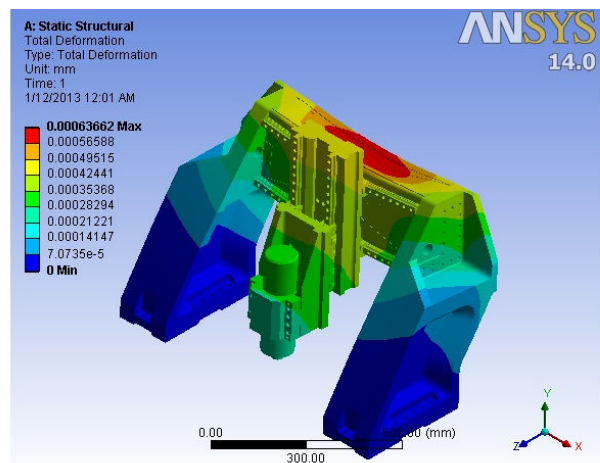 A: Static Structural
Total Deformation
Type: Total Deformation
Unit: mm
Time: 1
1/12/2013 12:01 AM
ANSYS
14.0
0.00063662 Max
0.00056588
0.00049515
0.00042441
0.00035368
0.00028294
0.00021221
0.00014147
7.0735e-5
0 Min
0.00
(mm)
300.00
Y
Z
X